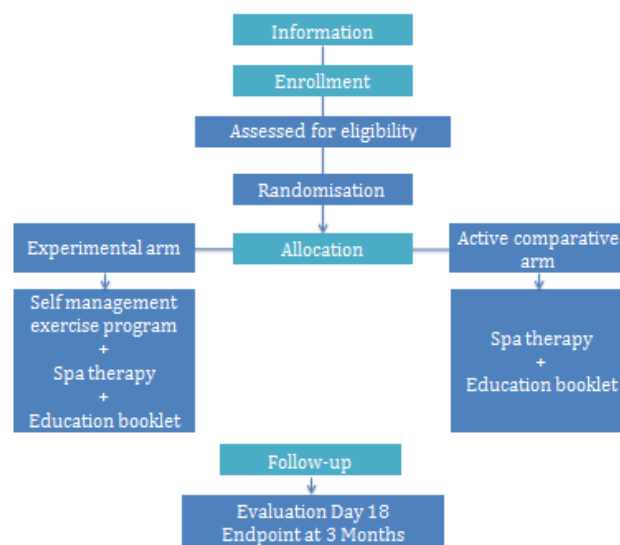 Information
Enrollment
Assessed for eligibility
Randomisation
Experimental arm
Allocation
Active comparative
arm
Self management
exercise program
+
Spa therapy
+
Education booklet
Spa therapy
+
Education booklet
Follow-up
Evaluation Day 18
Endpoint at 3 Months